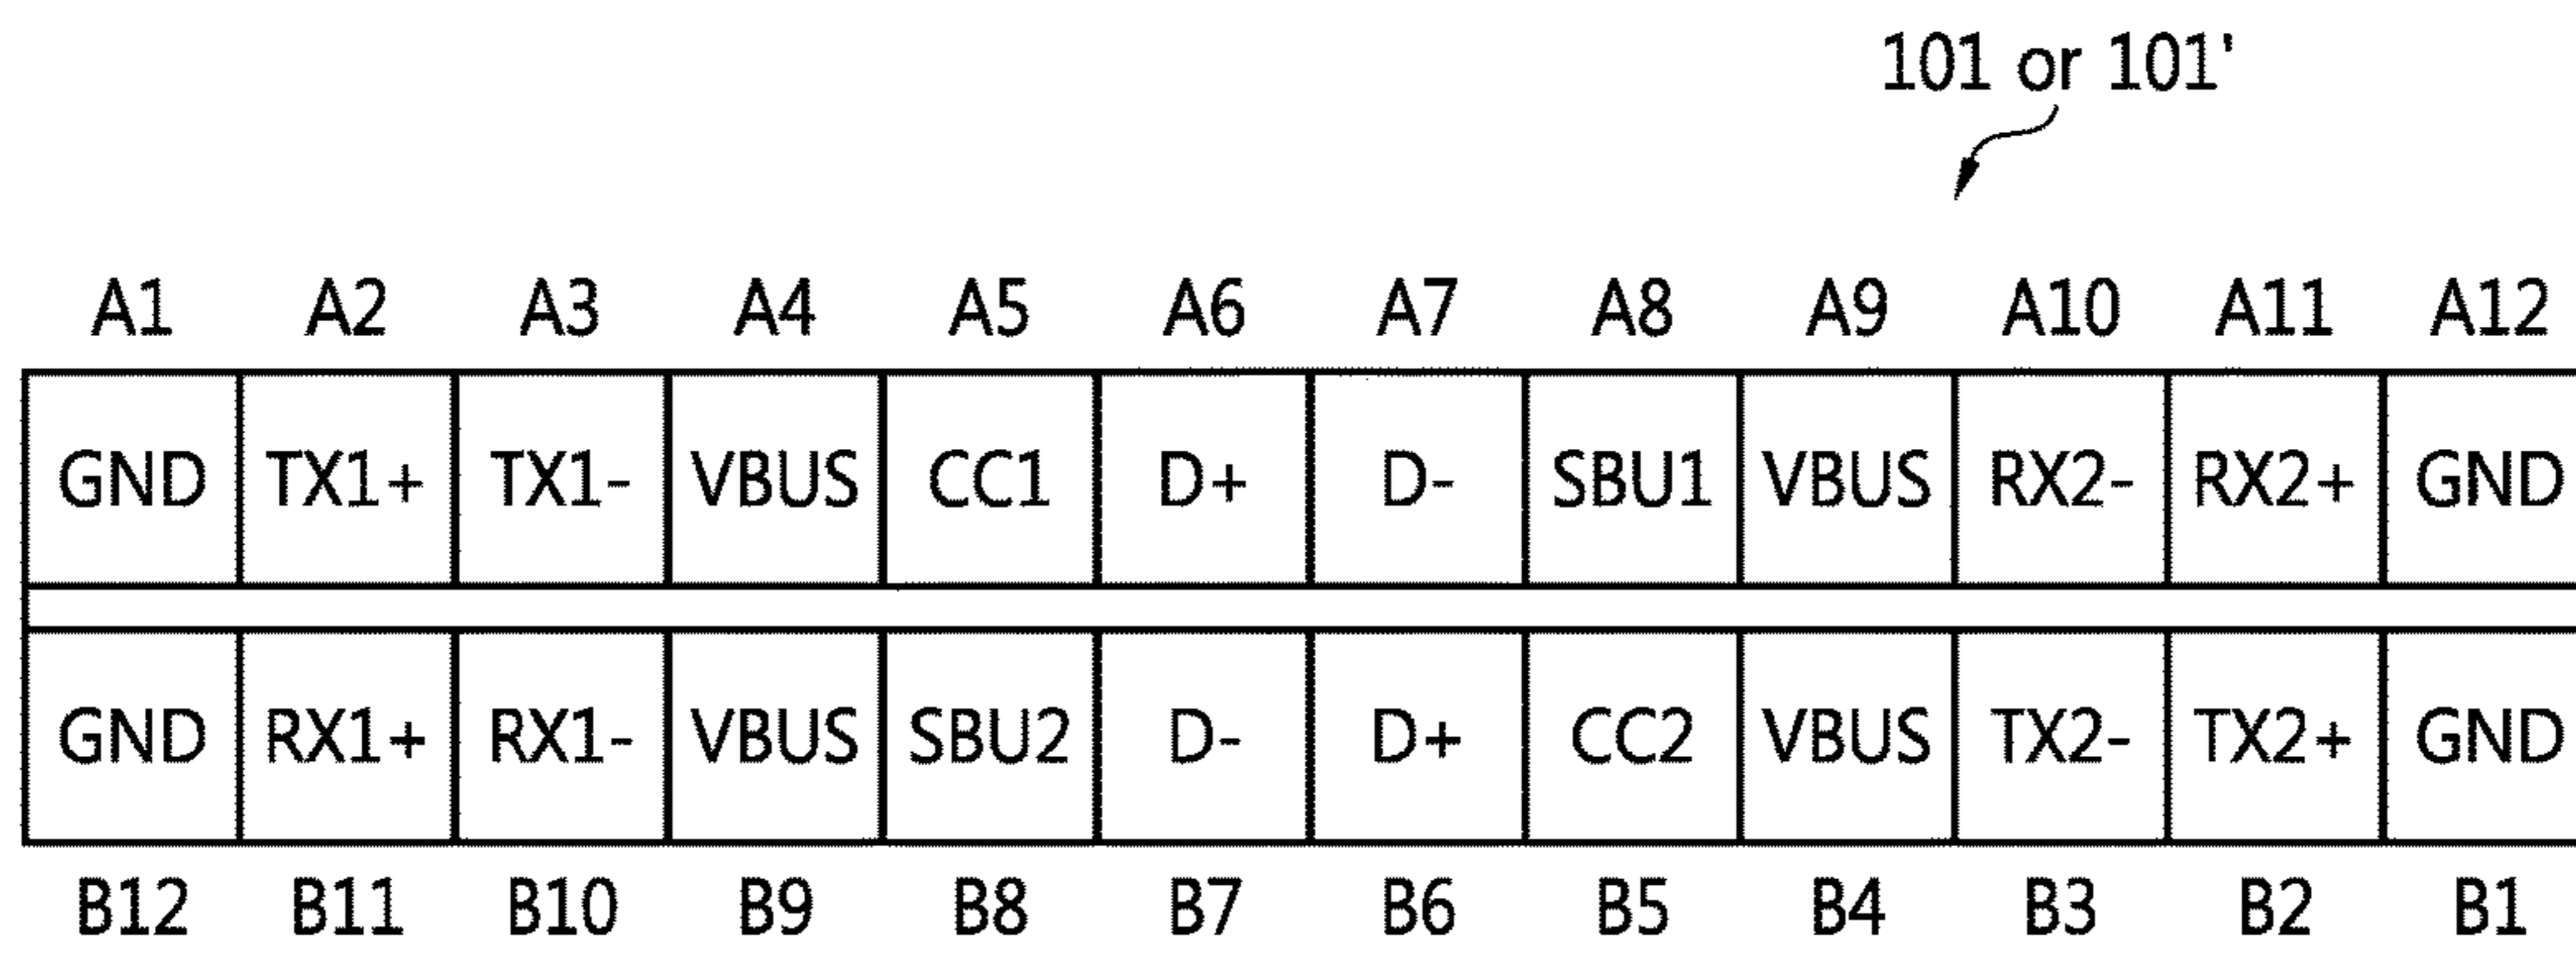 101 or 101'
A1 A2 A3 A4 A5 A6 A7 A8 A9 A10 A11 A12
GND TX1+ TX1- VBUS CC1 D+ D- SBU1 VBUS RX2- RX2+ GND
GND RX1+ RX1- VBUS SBU2 D- D+ CC2 VBUS TX2- TX2+ GND
B12 B11 B10 B9 B8 B7 B6 B5 B4 B3 B2 B1